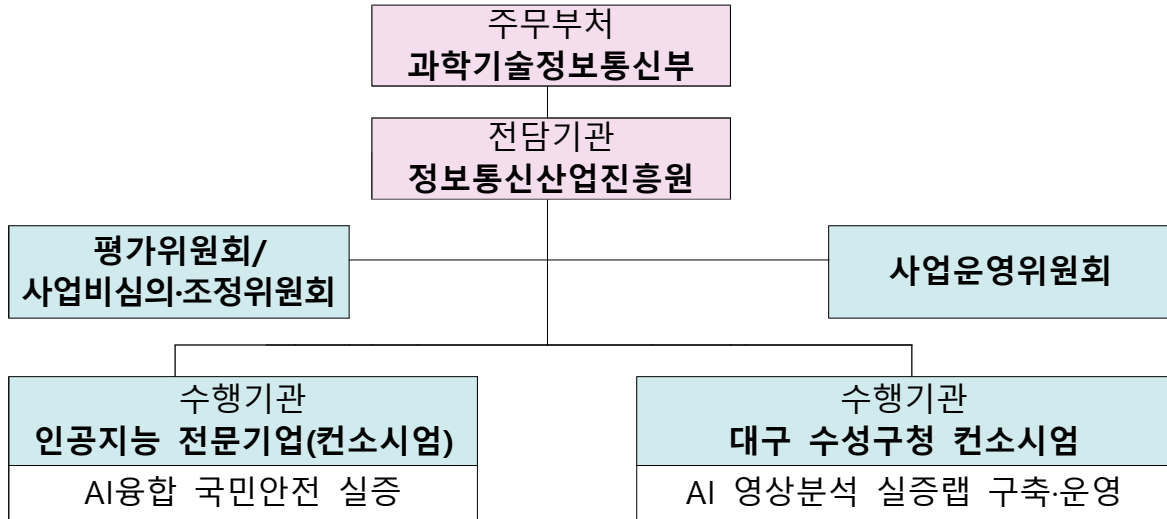 주무부처
과학기술정보통신부
전담기관
정보통신산업진흥원
평가위원회/
사업비심의·조정위원회
사업운영위원회
수행기관
인공지능 전문기업(컨소시엄)
AI융합 국민안전 실증
수행기관
대구 수성구청 컨소시엄
AI 영상분석 실증랩 구축·운영